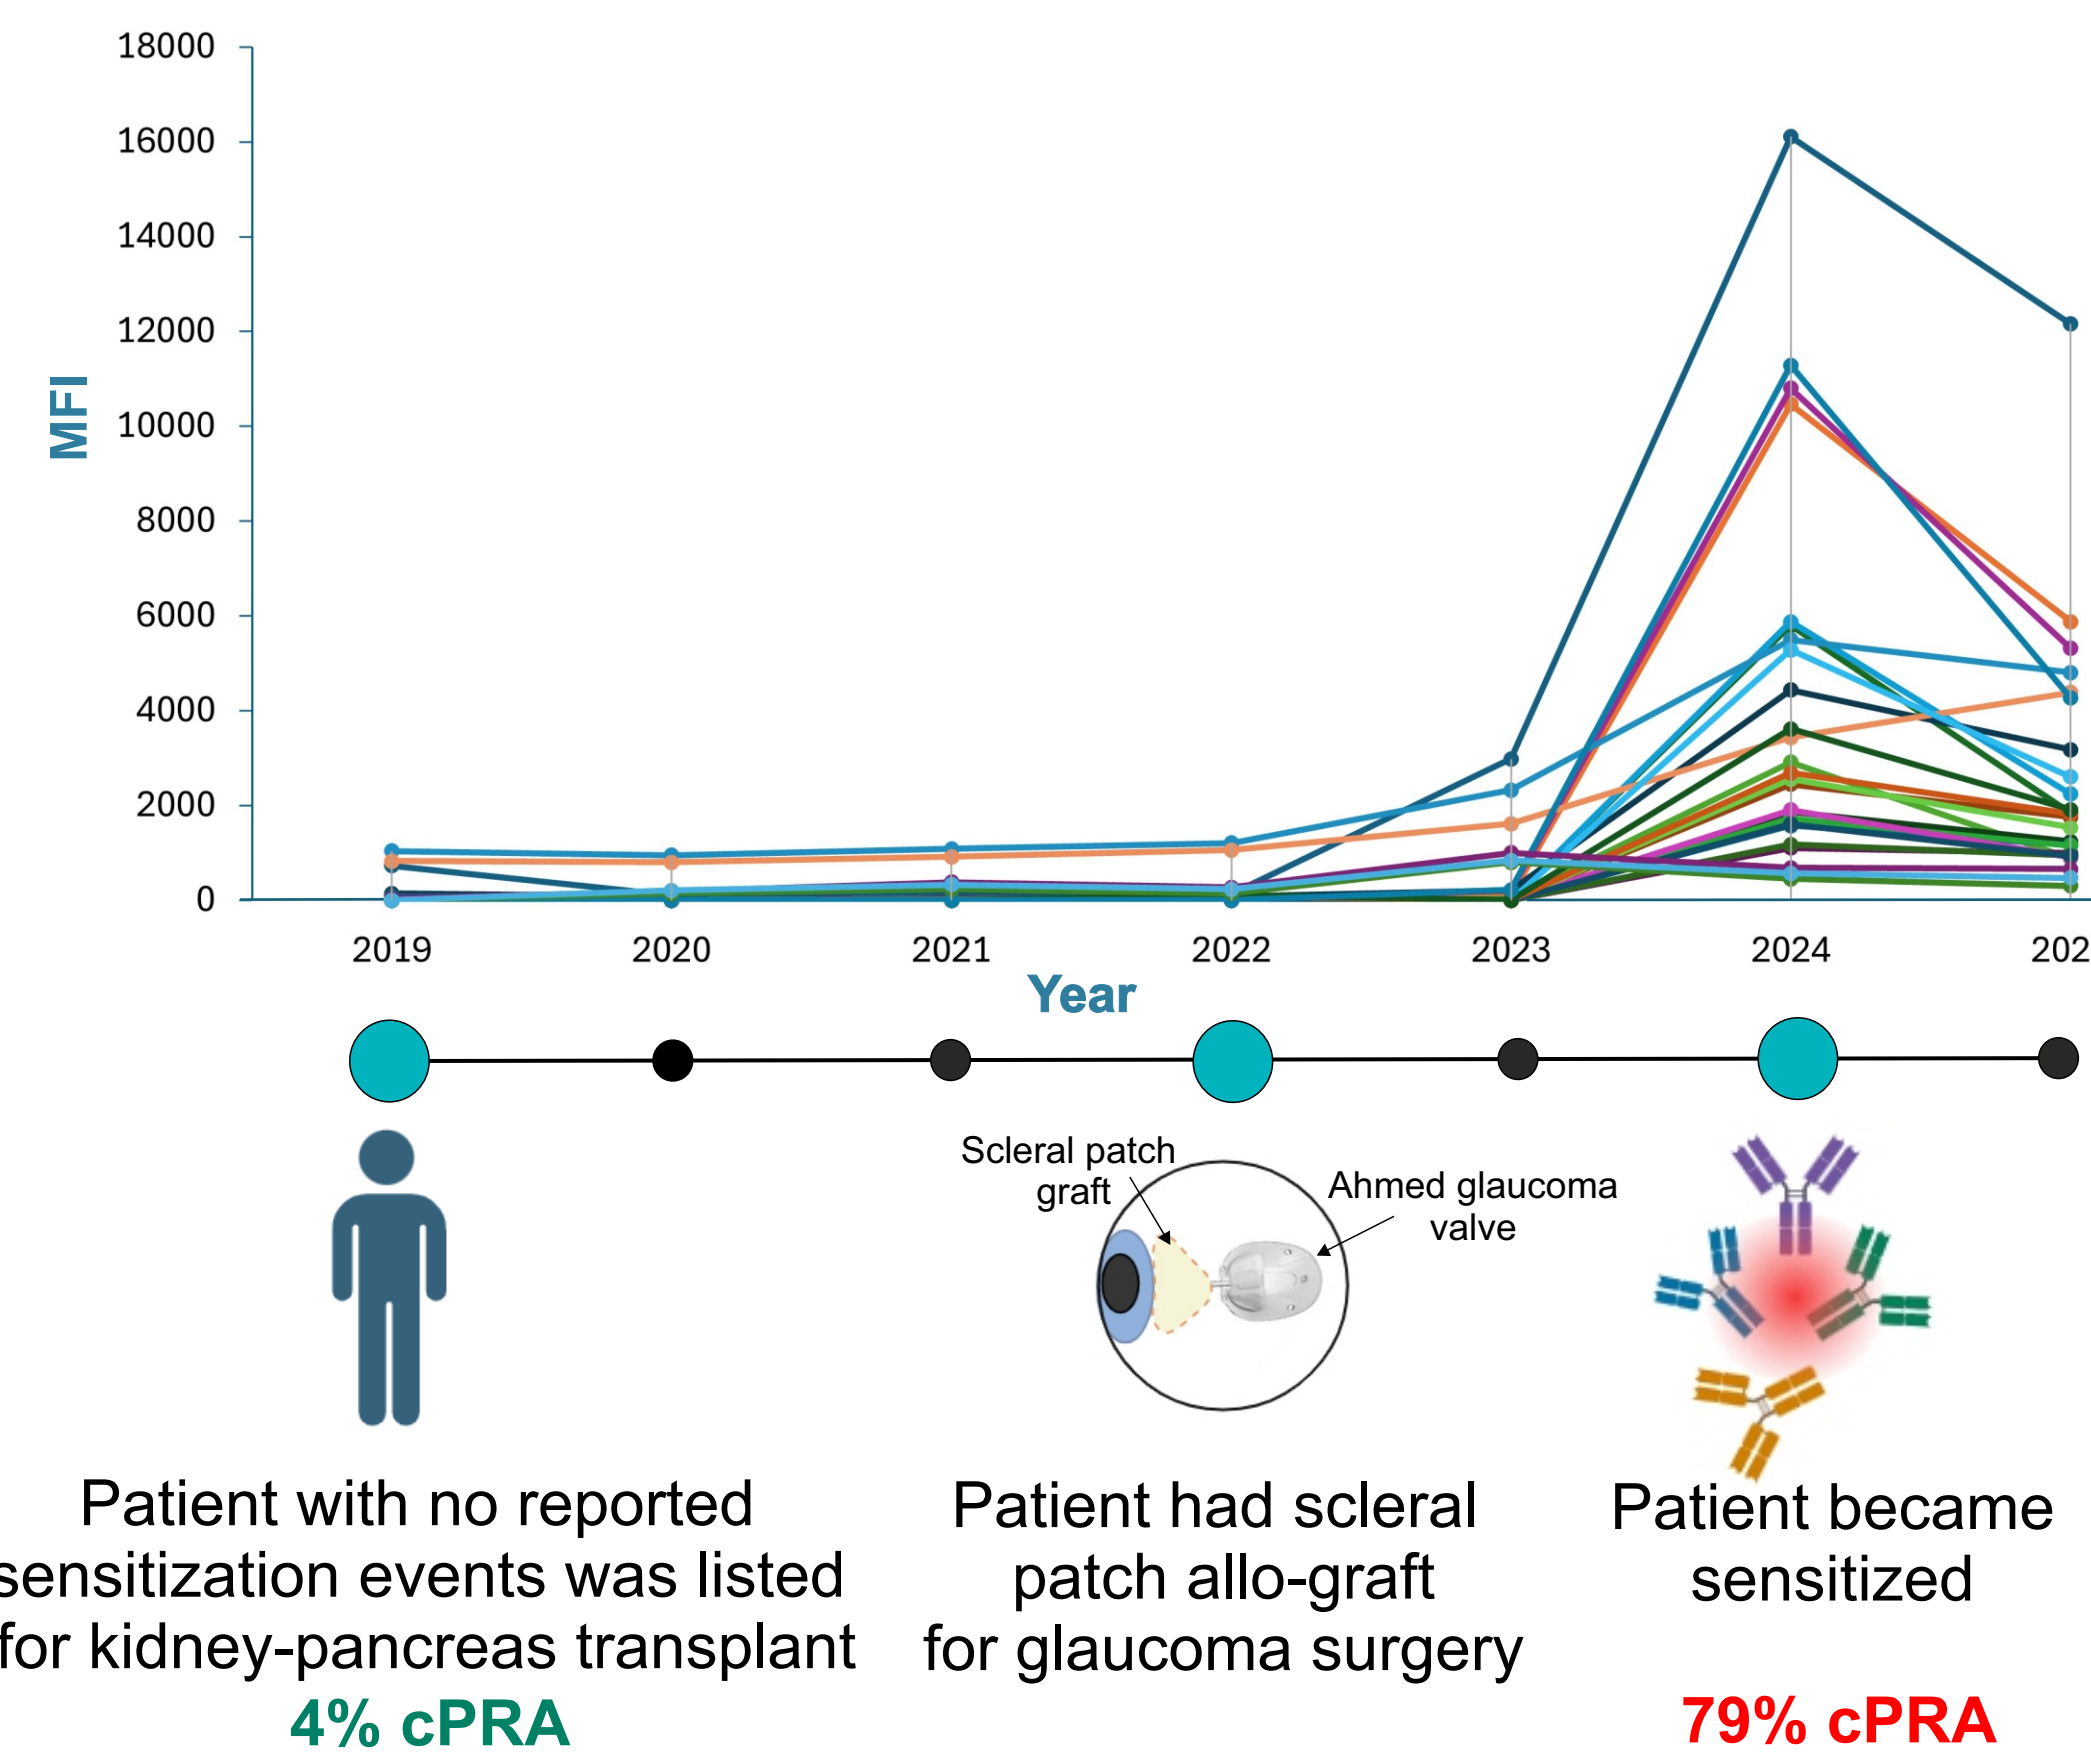 18000
16000
14000
12000
10000
8000
6000
4000
2000
0
MFI
2019 2020 2021 2022 2023 2024 202
Year
Scleral patch
graft
Ahmed glaucoma
valve
Patient with no reported
sensitization events was listed
for kidney-pancreas transplant
4% cPRA
Patient had scleral
patch allo-graft
for glaucoma surgery
Patient became
sensitized
79% cPRA